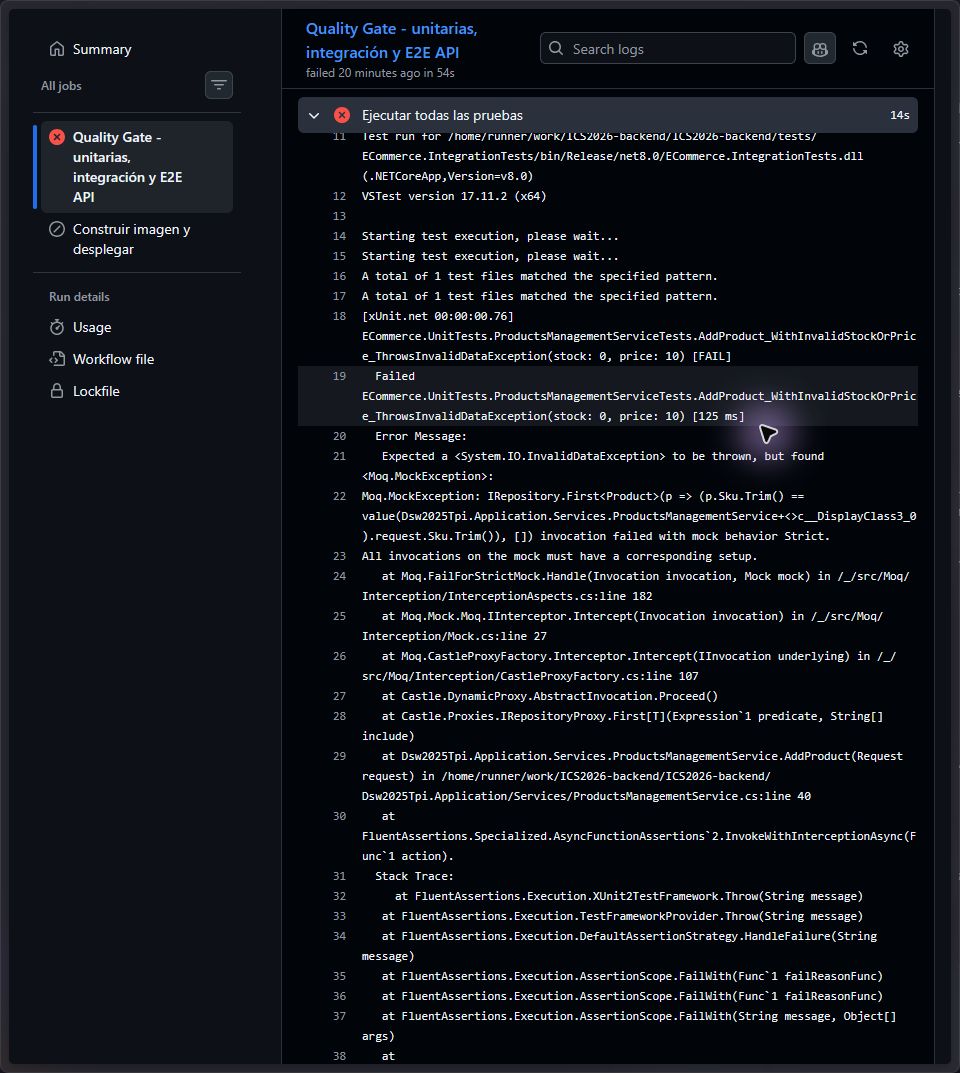 Summary
All jobs
Quality Gate -
unitarias,
integración y E2E
API
Construir imagen y
desplegar
Run details
Usage
Workflow file
Lockfile
Quality Gate - unitarias,
integración y E2E API
failed 20 minutes ago in 54s
Search logs
Ejecutar todas las pruebas
14s
11 Test run for /home/runner/work/ICS2026-backend/ICS2026-backend/tests/
ECommerce.IntegrationTests/bin/Release/net8.0/ECommerce.IntegrationTests.dll
(.NETCoreApp,Version=v8.0)
12 VSTest version 17.11.2 (x64)
13
14 Starting test execution, please wait...
15 Starting test execution, please wait...
16 A total of 1 test files matched the specified pattern.
17 A total of 1 test files matched the specified pattern.
18 [xUnit.net 00:00:00.76]
ECommerce.UnitTests.ProductsManagementServiceTests.AddProduct_WithInvalidStockOrPric
e_ThrowsInvalidDataException(stock: 0, price: 10) [FAIL]
19 Failed
ECommerce.UnitTests.ProductsManagementServiceTests.AddProduct_WithInvalidStockOrPric
e_ThrowsInvalidDataException(stock: 0, price: 10) [125 ms]
20 Error Message:
21 Expected a <System.IO.InvalidDataException> to be thrown, but found
<Moq.MockException>:
22 Moq.MockException: IRepository.First<Product>(p => (p.Sku.Trim() ==
value(Dsw2025Tpi.Application.Services.ProductsManagementService+<>c__DisplayClass3_0
).request.Sku.Trim()), []) invocation failed with mock behavior Strict.
23 All invocations on the mock must have a corresponding setup.
24 at Moq.FailForStrictMock.Handle(Invocation invocation, Mock mock) in /_/src/Moq/
Interception/InterceptionAspects.cs:line 182
25 at Moq.Mock.Moq.IInterceptor.Intercept(Invocation invocation) in /_/src/Moq/
Interception/Mock.cs:line 27
26 at Moq.CastleProxyFactory.Interceptor.Intercept(IInvocation underlying) in /_/
src/Moq/Interception/CastleProxyFactory.cs:line 107
27 at Castle.DynamicProxy.AbstractInvocation.Proceed()
28 at Castle.Proxies.IRepositoryProxy.First[T](Expression`1 predicate, String[]
include)
29 at Dsw2025Tpi.Application.Services.ProductsManagementService.AddProduct(Request
request) in /home/runner/work/ICS2026-backend/ICS2026-backend/
Dsw2025Tpi.Application/Services/ProductsManagementService.cs:line 40
30 at
FluentAssertions.Specialized.AsyncFunctionAssertions`2.InvokeWithInterceptionAsync(F
unc`1 action).
31 Stack Trace:
32 at FluentAssertions.Execution.XUnit2TestFramework.Throw(String message)
33 at FluentAssertions.Execution.TestFrameworkProvider.Throw(String message)
34 at FluentAssertions.Execution.DefaultAssertionStrategy.HandleFailure(String
message)
35 at FluentAssertions.Execution.AssertionScope.FailWith(Func`1 failReasonFunc)
36 at FluentAssertions.Execution.AssertionScope.FailWith(Func`1 failReasonFunc)
37 at FluentAssertions.Execution.AssertionScope.FailWith(String message, Object[]
args)
38 at